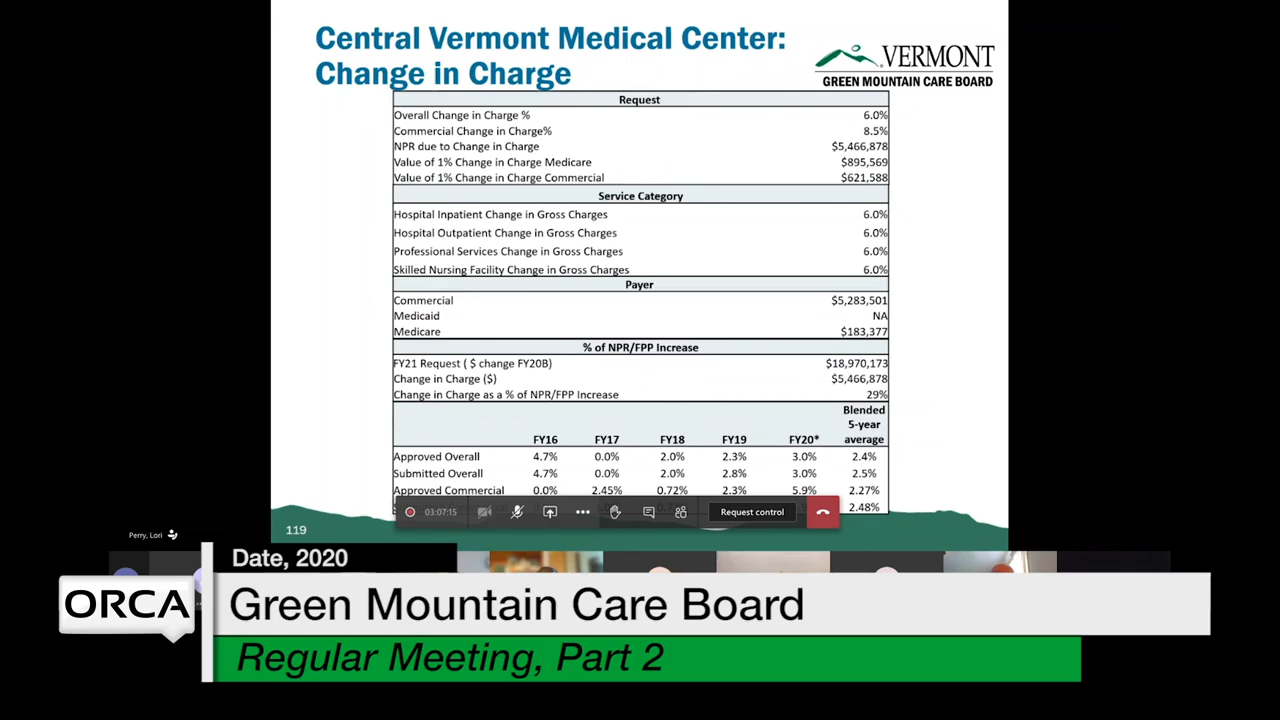 Central Vermont Medical Center:
Change in Charge
VERMONT
GREEN MOUNTAIN CARE BOARD
Request
Overall Change in Charge % 6.0%
Commercial Change in Charge% 8.5%
NPR due to Change in Charge $5,466,878
Value of 1% Change in Charge Medicare $895,569
Value of 1% Change in Charge Commercial $621,588
Service Category
Hospital Inpatient Change in Gross Charges 6.0%
Hospital Outpatient Change in Gross Charges 6.0%
Professional Services Change in Gross Charges 6.0%
Skilled Nursing Facility Change in Gross Charges 6.0%
Payer
Commercial $5,283,501
Medicaid NA
Medicare $183,377
% of NPR/FPP Increase
FY21 Request ( $ change FY20B) $18,970,173
Change in Charge ($) $5,466,878
Change in Charge as a % of NPR/FPP Increase 29%
Blended
5-year
FY16 FY17 FY18 FY19 FY20* average
Approved Overall 4.7% 0.0% 2.0% 2.3% 3.0% 2.4%
Submitted Overall 4.7% 0.0% 2.0% 2.8% 3.0% 2.5%
Approved Commercial 0.0% 2.45% 0.72% 2.3% 5.9% 2.27%
2.48%
03:07:15 Request control
119
Perry, Lori
Date, 2020
ORCA
Green Mountain Care Board
Regular Meeting, Part 2